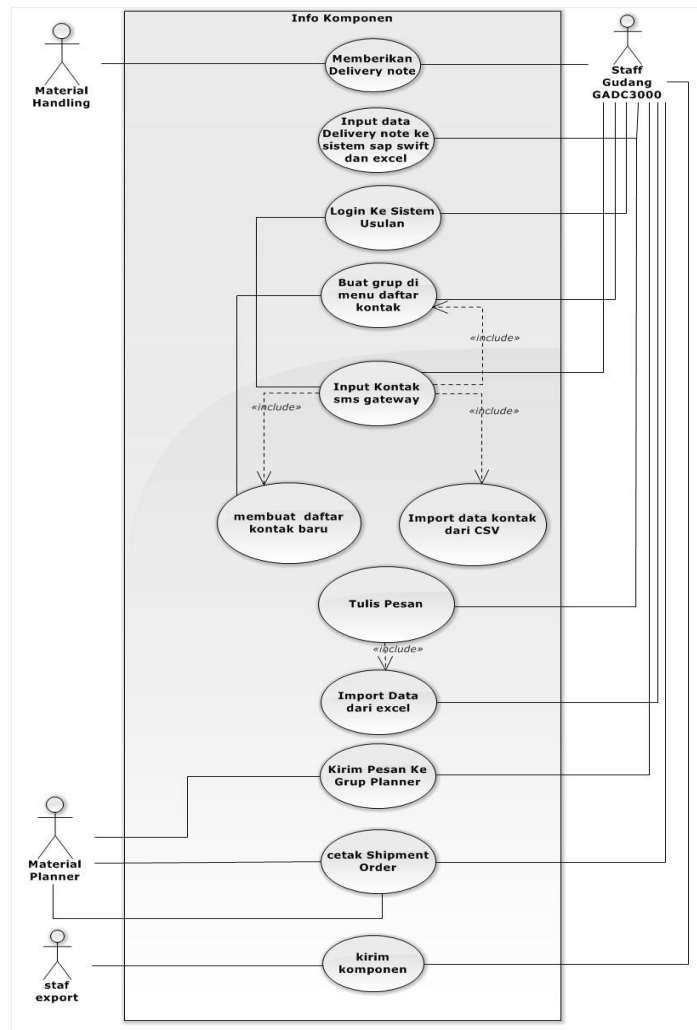 Info Komponen
Material
Handling
Memberikan
Delivery note
Staff
Gudang
GADC3000
Input data
Delivery note ke
sistem sap swift
dan excel
Login Ke Sistem
Usulan
Buat grup di
menu daftar
kontak
«include»
Input Kontak
sms gateway
«include»
membuat daftar
kontak baru
Import data kontak
dari CSV
Tulis Pesan
«include»
Import Data
dari excel
Kirim Pesan Ke
Grup Planner
Material
Planner
cetak Shipment
Order
staf
export
kirim
komponen